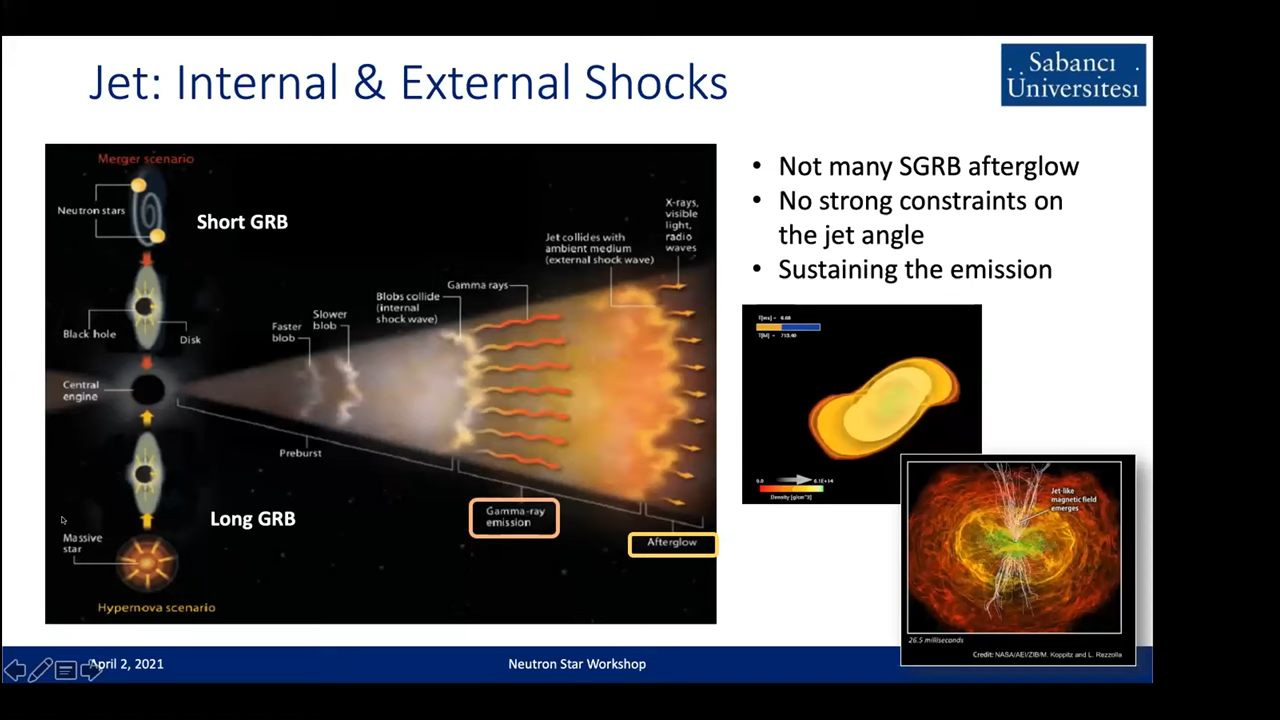 Jet: Internal & External Shocks
Sabancı
Üniversitesi
Merger scenario
Neutron stars
Short GRB
Black hole
Disk
Central
engine
Long GRB
Massive
star
Hypernova scenario
Faster
blob
Slower
blob
Preburst
Blobs collide
(internal
shock wave)
Gamma rays
Gamma-ray
emission
Jet collides with
ambient medium
(external shock wave)
X-rays,
visible
light,
radio
waves
Afterglow
• Not many SGRB afterglow
• No strong constraints on
the jet angle
• Sustaining the emission
Density [g/cm^3]
Jet-like
magnetic field
emerges
26.5 milliseconds
Credit: NASA/AEI/ZIB/M. Koppitz and L. Rezzolla
April 2, 2021
Neutron Star Workshop